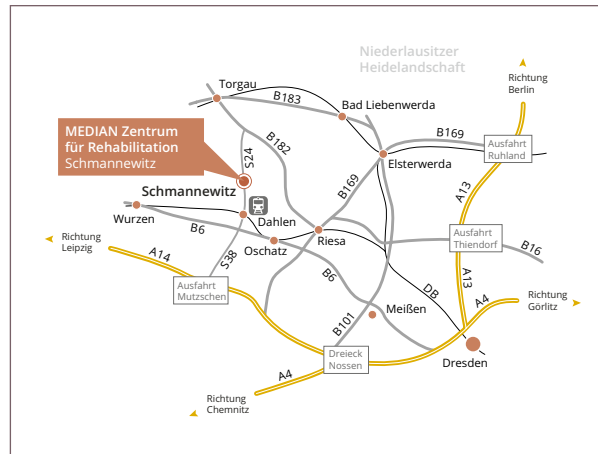 Niederlausitzer
Heidelandschaft
Richtung
Berlin
Torgau
B183
Bad Liebenwerda
MEDIAN Zentrum
für Rehabilitation
Schmannewitz
S24
B182
B169
Elsterwerda
Ausfahrt
Ruhland
Schmannewitz
B169
A13
Wurzen
Dahlen
B6
Oschatz
Riesa
Ausfahrt
Thiendorf
B16
Richtung
Leipzig
A14
S38
Ausfahrt
Mutzschen
B6
DB
A13
A4
Richtung
Görlitz
Meißen
B101
Dreieck
Nossen
Dresden
A4
Richtung
Chemnitz